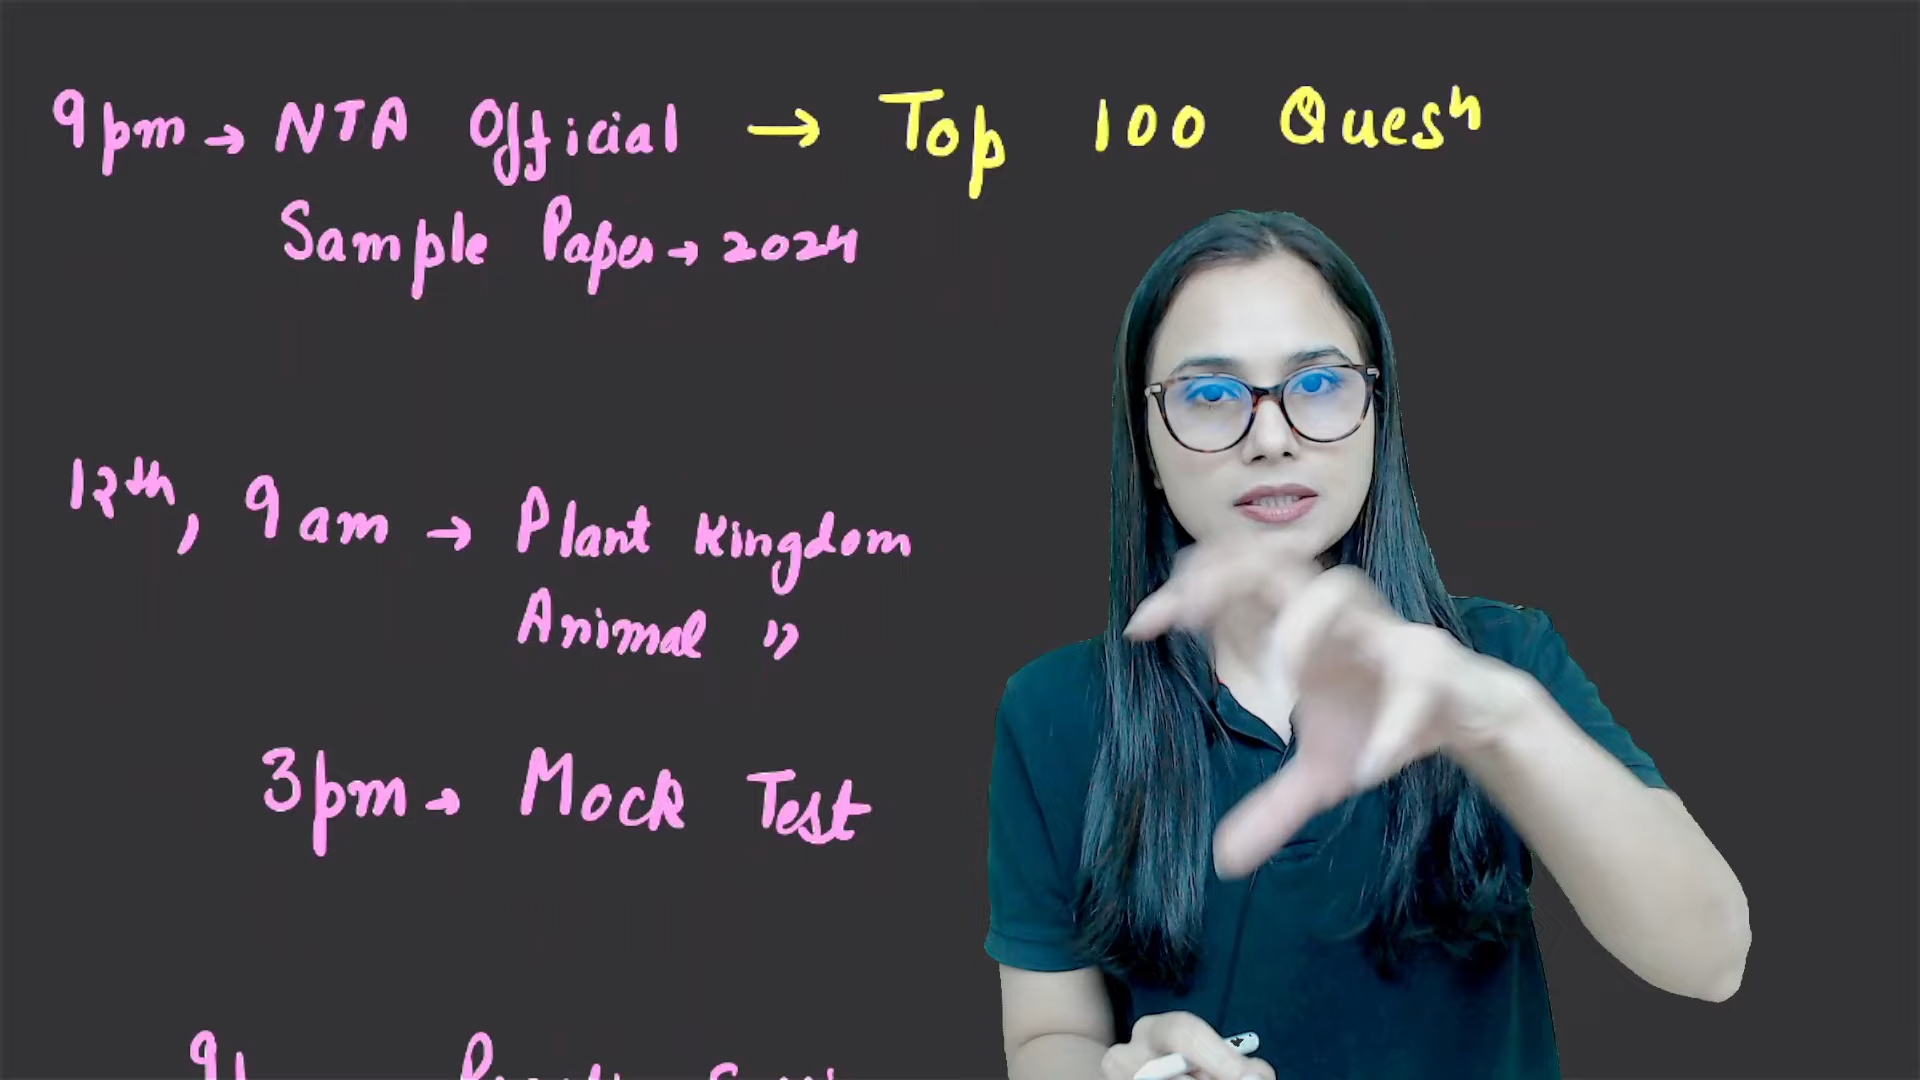 9pm → NTA Official → Top 100 Quesn
Sample Paper → 2024
12th, 9am → Plant Kingdom
Animal "
3pm → Mock Test